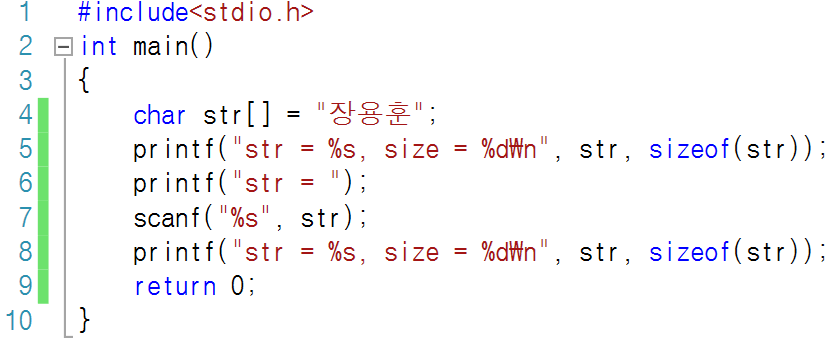 1 #include<stdio.h>
2 int main()
3 {
4 char str[] = "장용훈";
5 printf("str = %s, size = %d₩n", str, sizeof(str));
6 printf("str = ");
7 scanf("%s", str);
8 printf("str = %s, size = %d₩n", str, sizeof(str));
9 return 0;
10 }